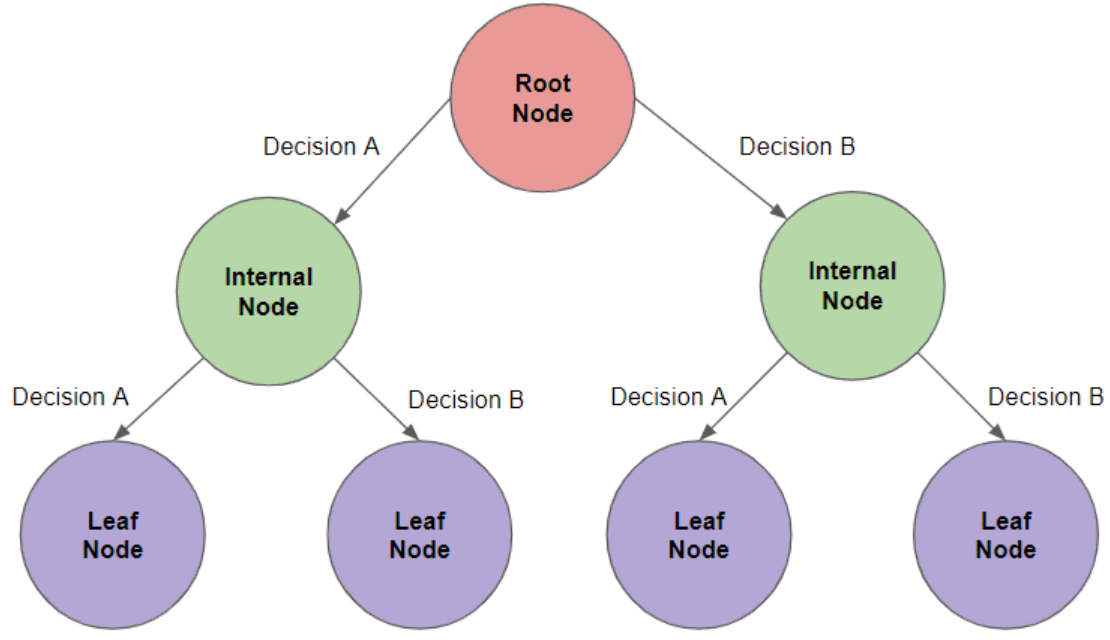 Root
Node
Decision A
Decision B
Internal
Node
Internal
Node
Decision A
Decision B
Decision A
Decision B
Leaf
Node
Leaf
Node
Leaf
Node
Leaf
Node